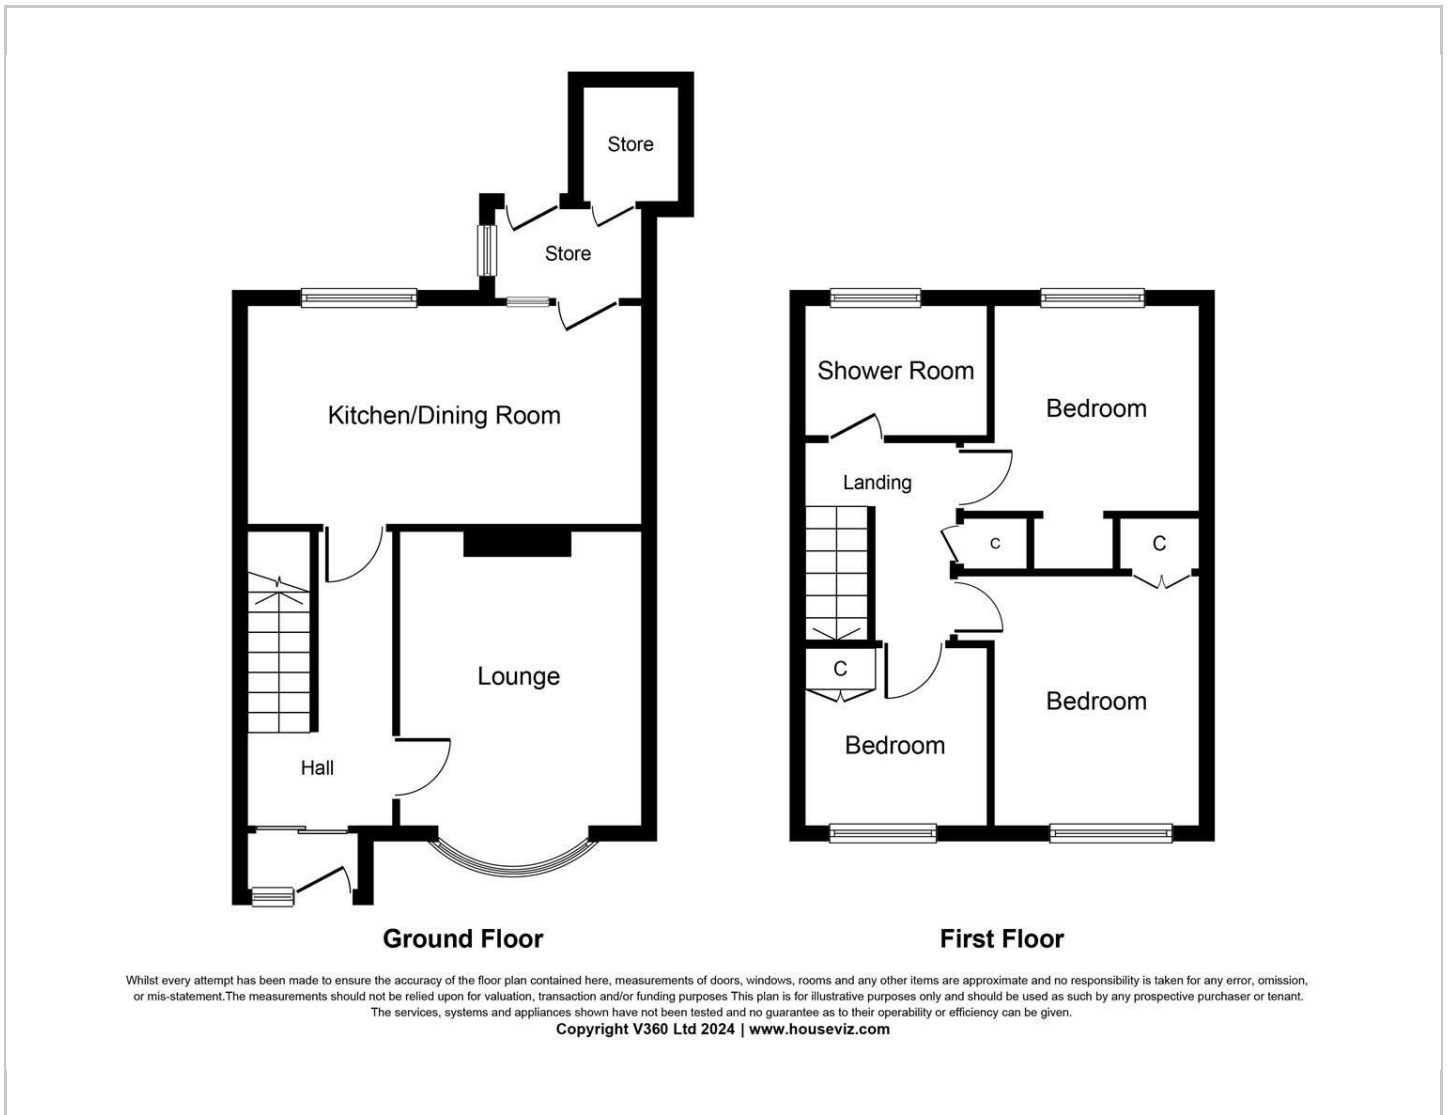 Store
Store
Kitchen/Dining Room
Lounge
Hall
Ground Floor
Shower Room
Bedroom
Landing
C
C
C
Bedroom
Bedroom
First Floor
Whilst every attempt has been made to ensure the accuracy of the floor plan contained here, measurements of doors, windows, rooms and any other items are approximate and no responsibility is taken for any error, omission,
or mis-statement.The measurements should not be relied upon for valuation, transaction and/or funding purposes This plan is for illustrative purposes only and should be used as such by any prospective purchaser or tenant.
The services, systems and appliances shown have not been tested and no guarantee as to their operability or efficiency can be given.
Copyright V360 Ltd 2024 | www.houseviz.com